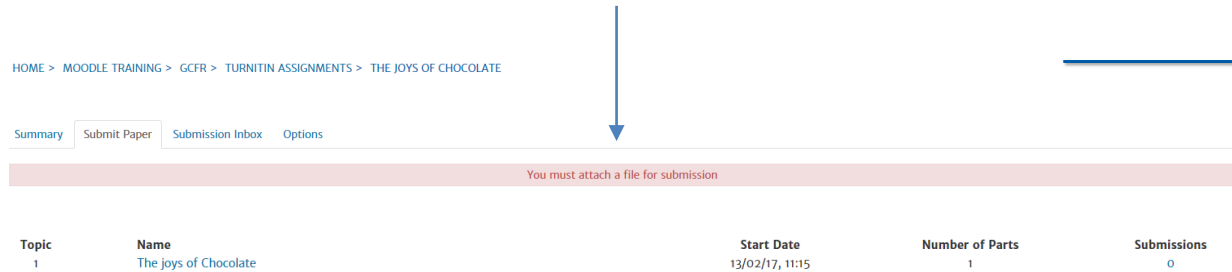 HOME > MOODLE TRAINING > GCFR > TURNITIN ASSIGNMENTS > THE JOYS OF CHOCOLATE
Summary Submit Paper Submission Inbox Options
You must attach a file for submission
Topic Name Start Date Number of Parts Submissions
1 The joys of Chocolate 13/02/17, 11:15 1 0